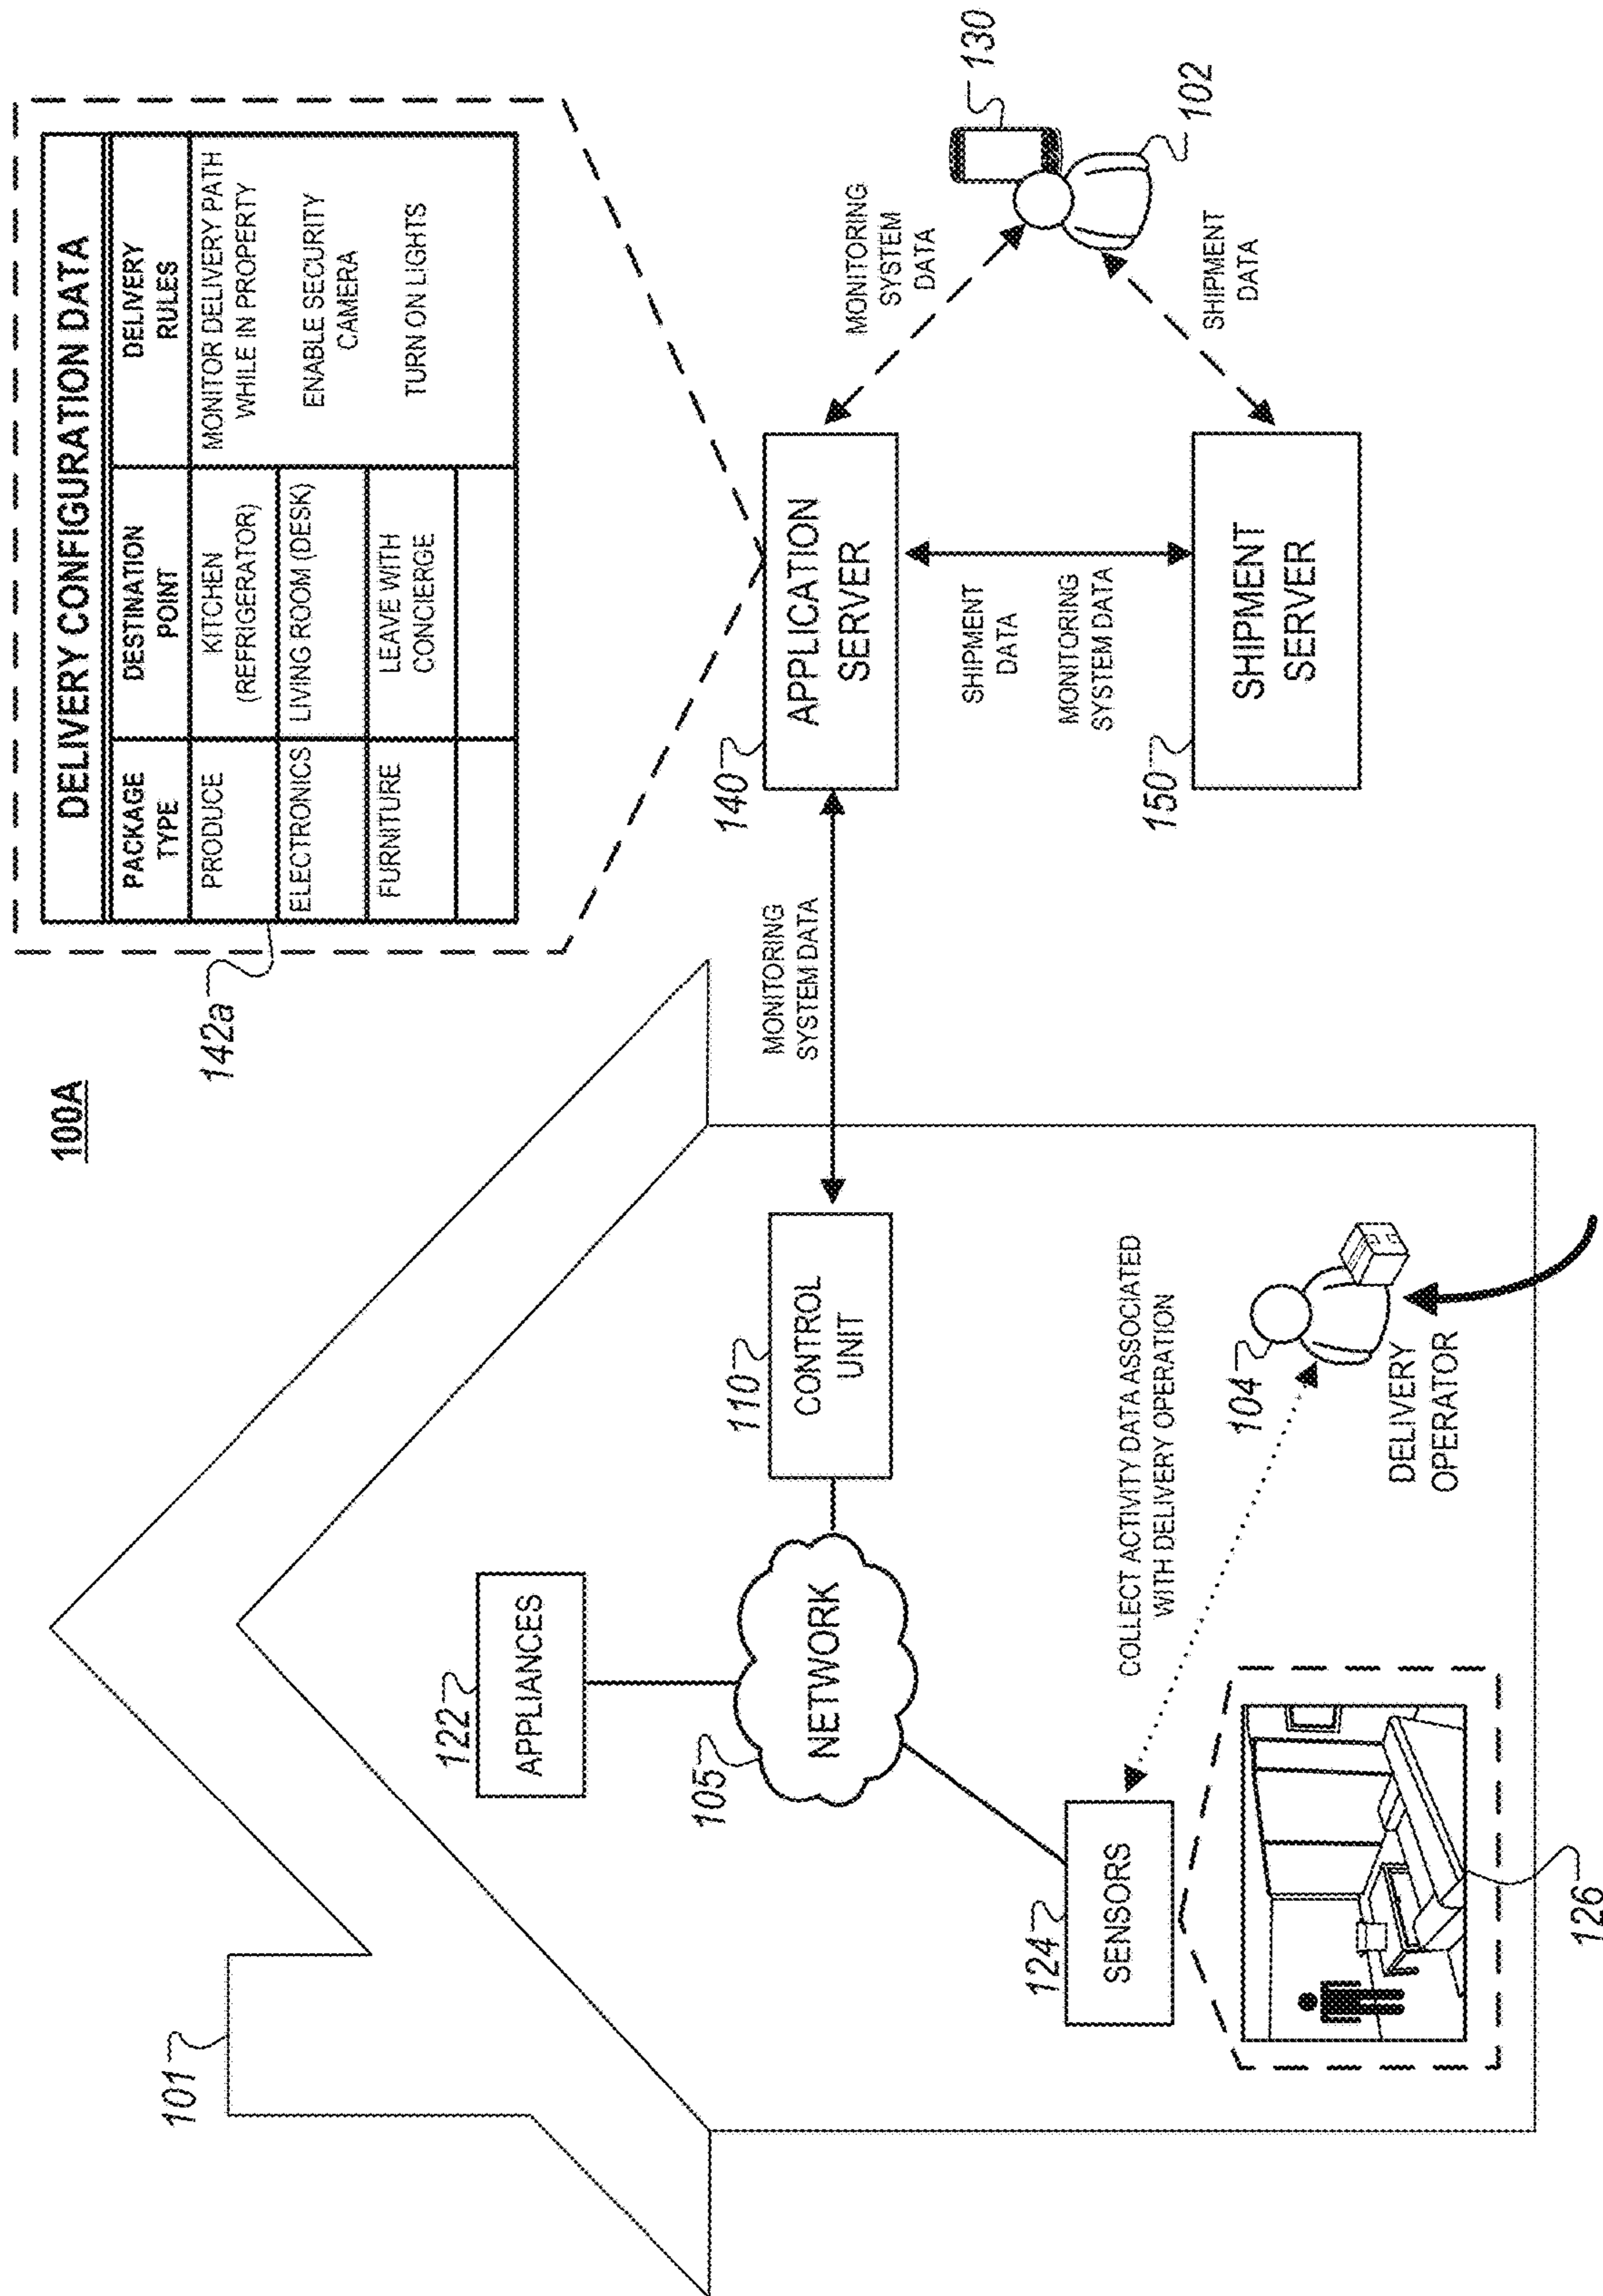 100A
DELIVERY CONFIGURATION DATA
PACKAGE
TYPE
DESTINATION
POINT
DELIVERY
RULES
PRODUCE
KITCHEN
(REFRIGERATOR)
MONITOR DELIVERY PATH
WHILE IN PROPERTY
ELECTRONICS
LIVING ROOM (DESK)
ENABLE SECURITY
CAMERA
FURNITURE
LEAVE WITH
CONCIERGE
TURN ON LIGHTS
142a
101
122
APPLIANCES
105
NETWORK
110
CONTROL
UNIT
MONITORING
SYSTEM DATA
140
APPLICATION
SERVER
MONITORING
SYSTEM
DATA
130
102
SHIPMENT
DATA
SHIPMENT
DATA
MONITORING
SYSTEM DATA
150
SHIPMENT
SERVER
124
SENSORS
COLLECT ACTIVITY DATA ASSOCIATED
WITH DELIVERY OPERATION
104
DELIVERY
OPERATOR
126